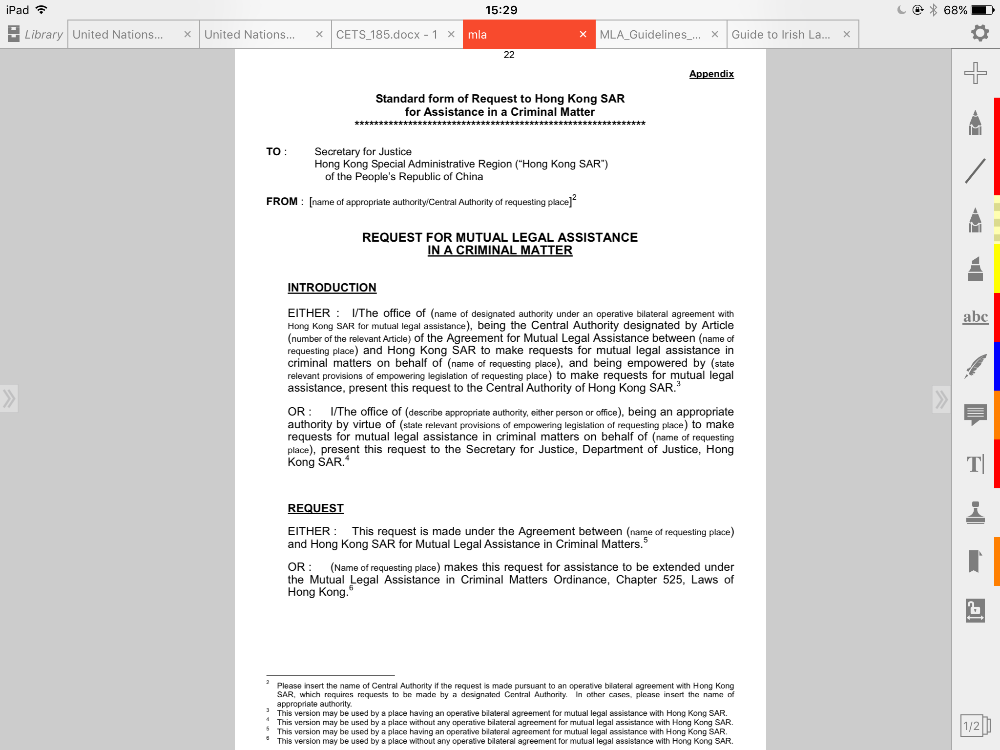 iPad 15:29 68%
Library United Nations... × United Nations... × CETS_185.docx - 1 × mla × MLA_Guidelines_... × Guide to Irish La... ×
22
Appendix
Standard form of Request to Hong Kong SAR
for Assistance in a Criminal Matter
************************************************************
TO : Secretary for Justice
Hong Kong Special Administrative Region (“Hong Kong SAR”)
of the People’s Republic of China
FROM : [name of appropriate authority/Central Authority of requesting place]2
REQUEST FOR MUTUAL LEGAL ASSISTANCE
IN A CRIMINAL MATTER
INTRODUCTION
EITHER : I/The office of (name of designated authority under an operative bilateral agreement with
Hong Kong SAR for mutual legal assistance), being the Central Authority designated by Article
(number of the relevant Article) of the Agreement for Mutual Legal Assistance between (name of
requesting place) and Hong Kong SAR to make requests for mutual legal assistance in
criminal matters on behalf of (name of requesting place), and being empowered by (state
relevant provisions of empowering legislation of requesting place) to make requests for mutual legal
assistance, present this request to the Central Authority of Hong Kong SAR.3
OR : I/The office of (describe appropriate authority, either person or office), being an appropriate
authority by virtue of (state relevant provisions of empowering legislation of requesting place) to make
requests for mutual legal assistance in criminal matters on behalf of (name of requesting
place), present this request to the Secretary for Justice, Department of Justice, Hong
Kong SAR.4
REQUEST
EITHER : This request is made under the Agreement between (name of requesting place)
and Hong Kong SAR for Mutual Legal Assistance in Criminal Matters.5
OR : (Name of requesting place) makes this request for assistance to be extended under
the Mutual Legal Assistance in Criminal Matters Ordinance, Chapter 525, Laws of
Hong Kong.6
2 Please insert the name of Central Authority if the request is made pursuant to an operative bilateral agreement with Hong Kong
SAR, which requires requests to be made by a designated Central Authority. In other cases, please insert the name of
appropriate authority.
3 This version may be used by a place having an operative bilateral agreement for mutual legal assistance with Hong Kong SAR.
4 This version may be used by a place without any operative bilateral agreement for mutual legal assistance with Hong Kong SAR.
5 This version may be used by a place having an operative bilateral agreement for mutual legal assistance with Hong Kong SAR.
6 This version may be used by a place without any operative bilateral agreement for mutual legal assistance with Hong Kong SAR.
abc
T
1/2